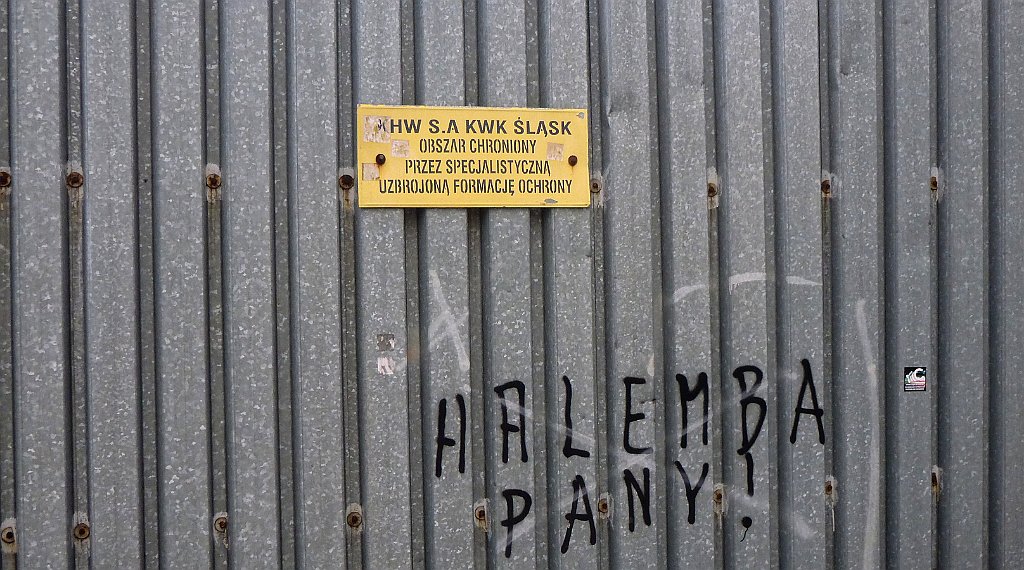 KHW S.A KWK ŚLĄSK
OBSZAR CHRONIONY
PRZEZ SPECJALISTYCZNĄ
UZBROJONĄ FORMACJĘ OCHRONY
HALEMBA
PANY!